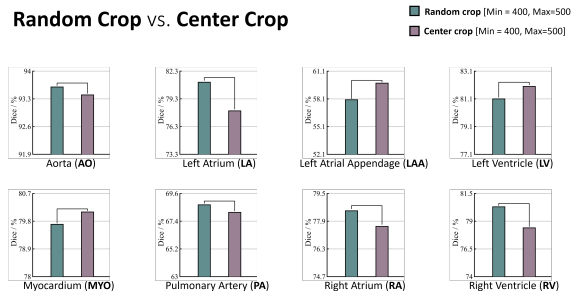 Random Crop vs. Center Crop
Random crop [Min = 400, Max=500
Center crop [Min = 400, Max=500]
94
93.3
92.6
91.9
Dice / %
Aorta (AO)
82.3
79.3
76.3
73.3
Dice / %
Left Atrium (LA)
61.1
58.1
55.1
52.1
Dice / %
Left Atrial Appendage (LAA)
83.1
81.1
79.1
77.1
Dice / %
Left Ventricle (LV)
80.7
79.8
78.9
78
Dice / %
Myocardium (MYO)
69.6
67.4
65.2
63
Dice / %
Pulmonary Artery (PA)
79.5
77.9
76.3
74.7
Dice / %
Right Atrium (RA)
81.5
79
76.5
74
Dice / %
Right Ventricle (RV)